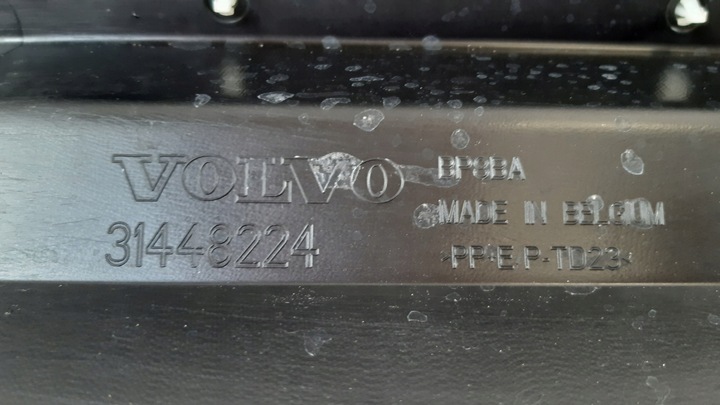 VOLVO
31448224
BP8BA
MADE IN BELGIUM
>PP+E P-TD23<